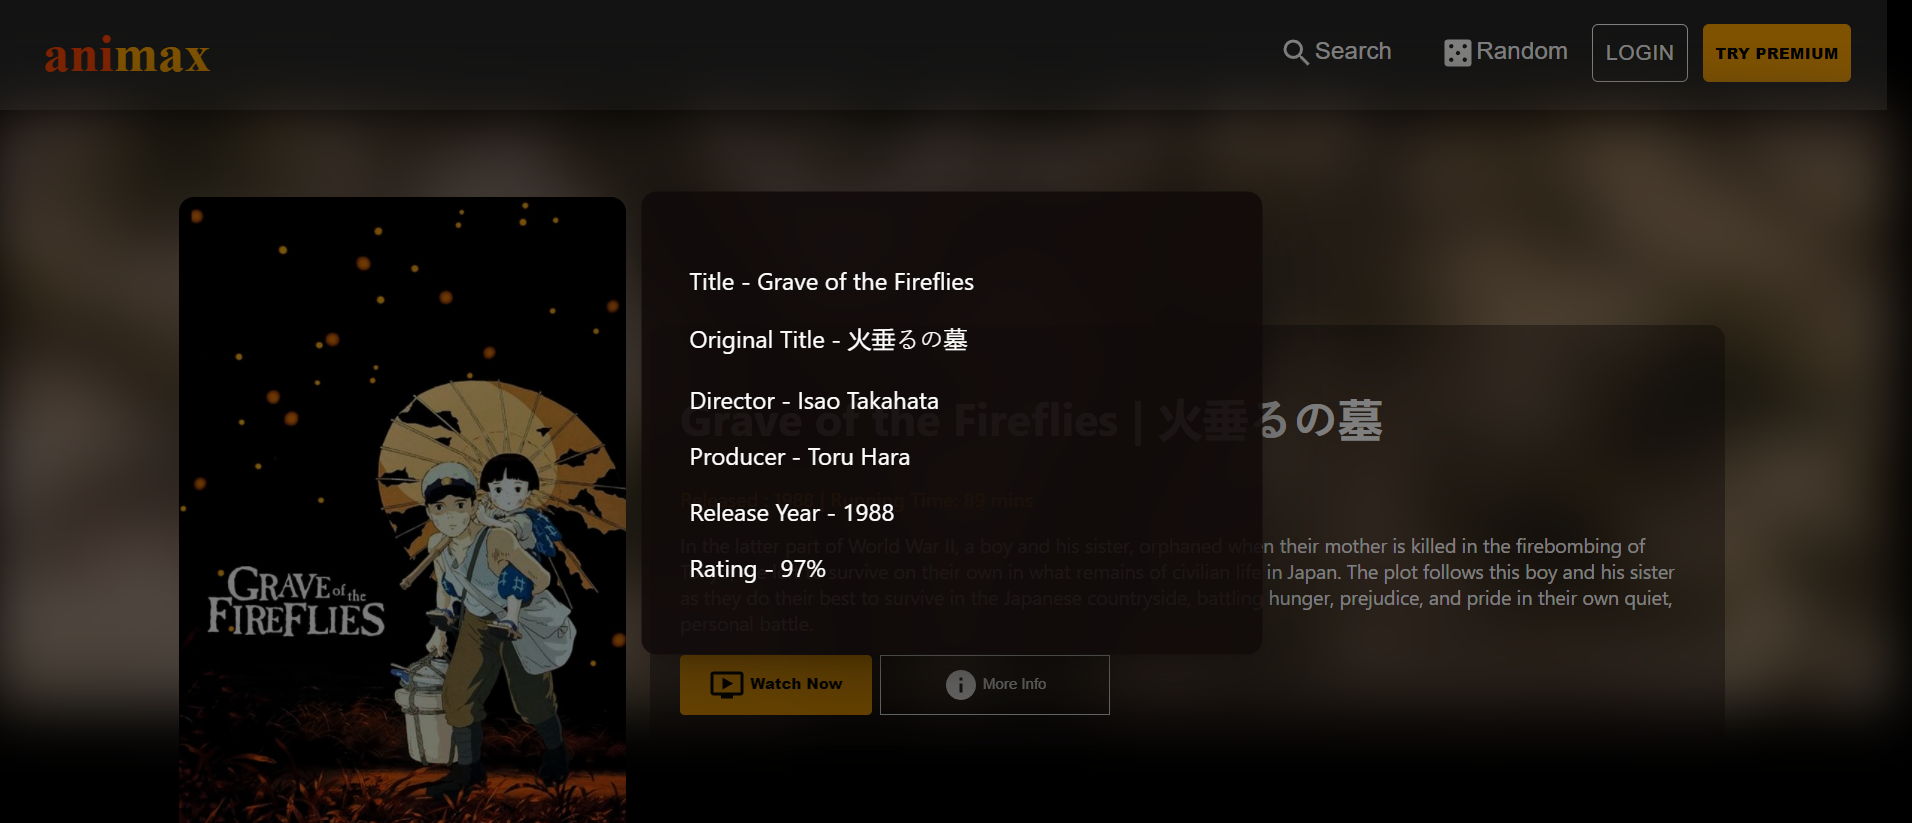 animax
Search
Random
LOGIN
TRY PREMIUM
Title - Grave of the Fireflies
Original Title - 火垂るの墓
Director - Isao Takahata
Grave of the Fireflies | 火垂るの墓
Producer - Toru Hara
Released : 1988 | Running Time: 89 mins
Release Year - 1988
In the latter part of World War II, a boy and his sister, orphaned when their mother is killed in the firebombing of
Rating - 97%
survive on their own in what remains of civilian life in Japan. The plot follows this boy and his sister
as they do their best to survive in the Japanese countryside, battling hunger, prejudice, and pride in their own quiet,
personal battle.
GRAVE of the
FIREFLIES
Watch Now
More Info